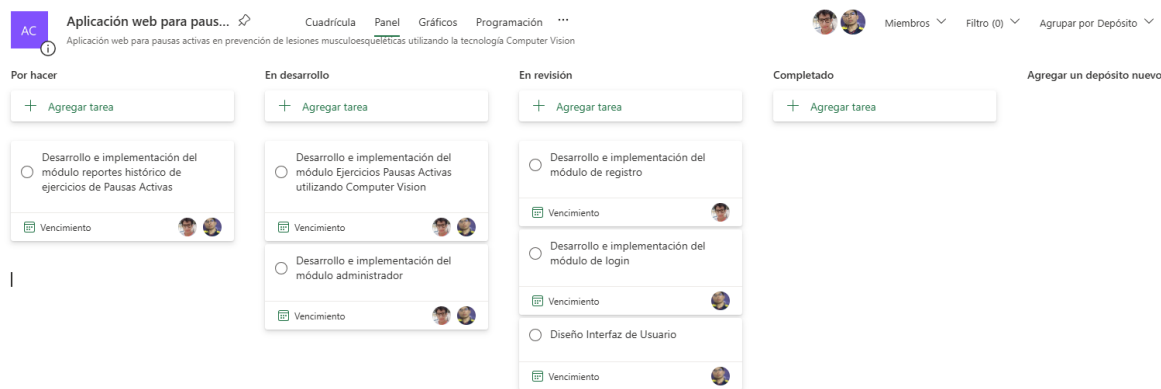 AC
Aplicación web para paus...
Cuadrícula Panel Gráficos Programación ...
Miembros Filtro (0) Agrupar por Depósito
Aplicación web para pausas activas en prevención de lesiones musculoesqueléticas utilizando la tecnología Computer Vision
Por hacer
Agregar tarea
Desarrollo e implementación del
módulo reportes histórico de
ejercicios de Pausas Activas
Vencimiento
En desarrollo
Agregar tarea
Desarrollo e implementación del
módulo Ejercicios Pausas Activas
utilizando Computer Vision
Vencimiento
Desarrollo e implementación del
módulo administrador
Vencimiento
En revisión
Agregar tarea
Desarrollo e implementación del
módulo de registro
Vencimiento
Desarrollo e implementación del
módulo de login
Vencimiento
Diseño Interfaz de Usuario
Vencimiento
Completado
Agregar tarea
Agregar un depósito nuevo